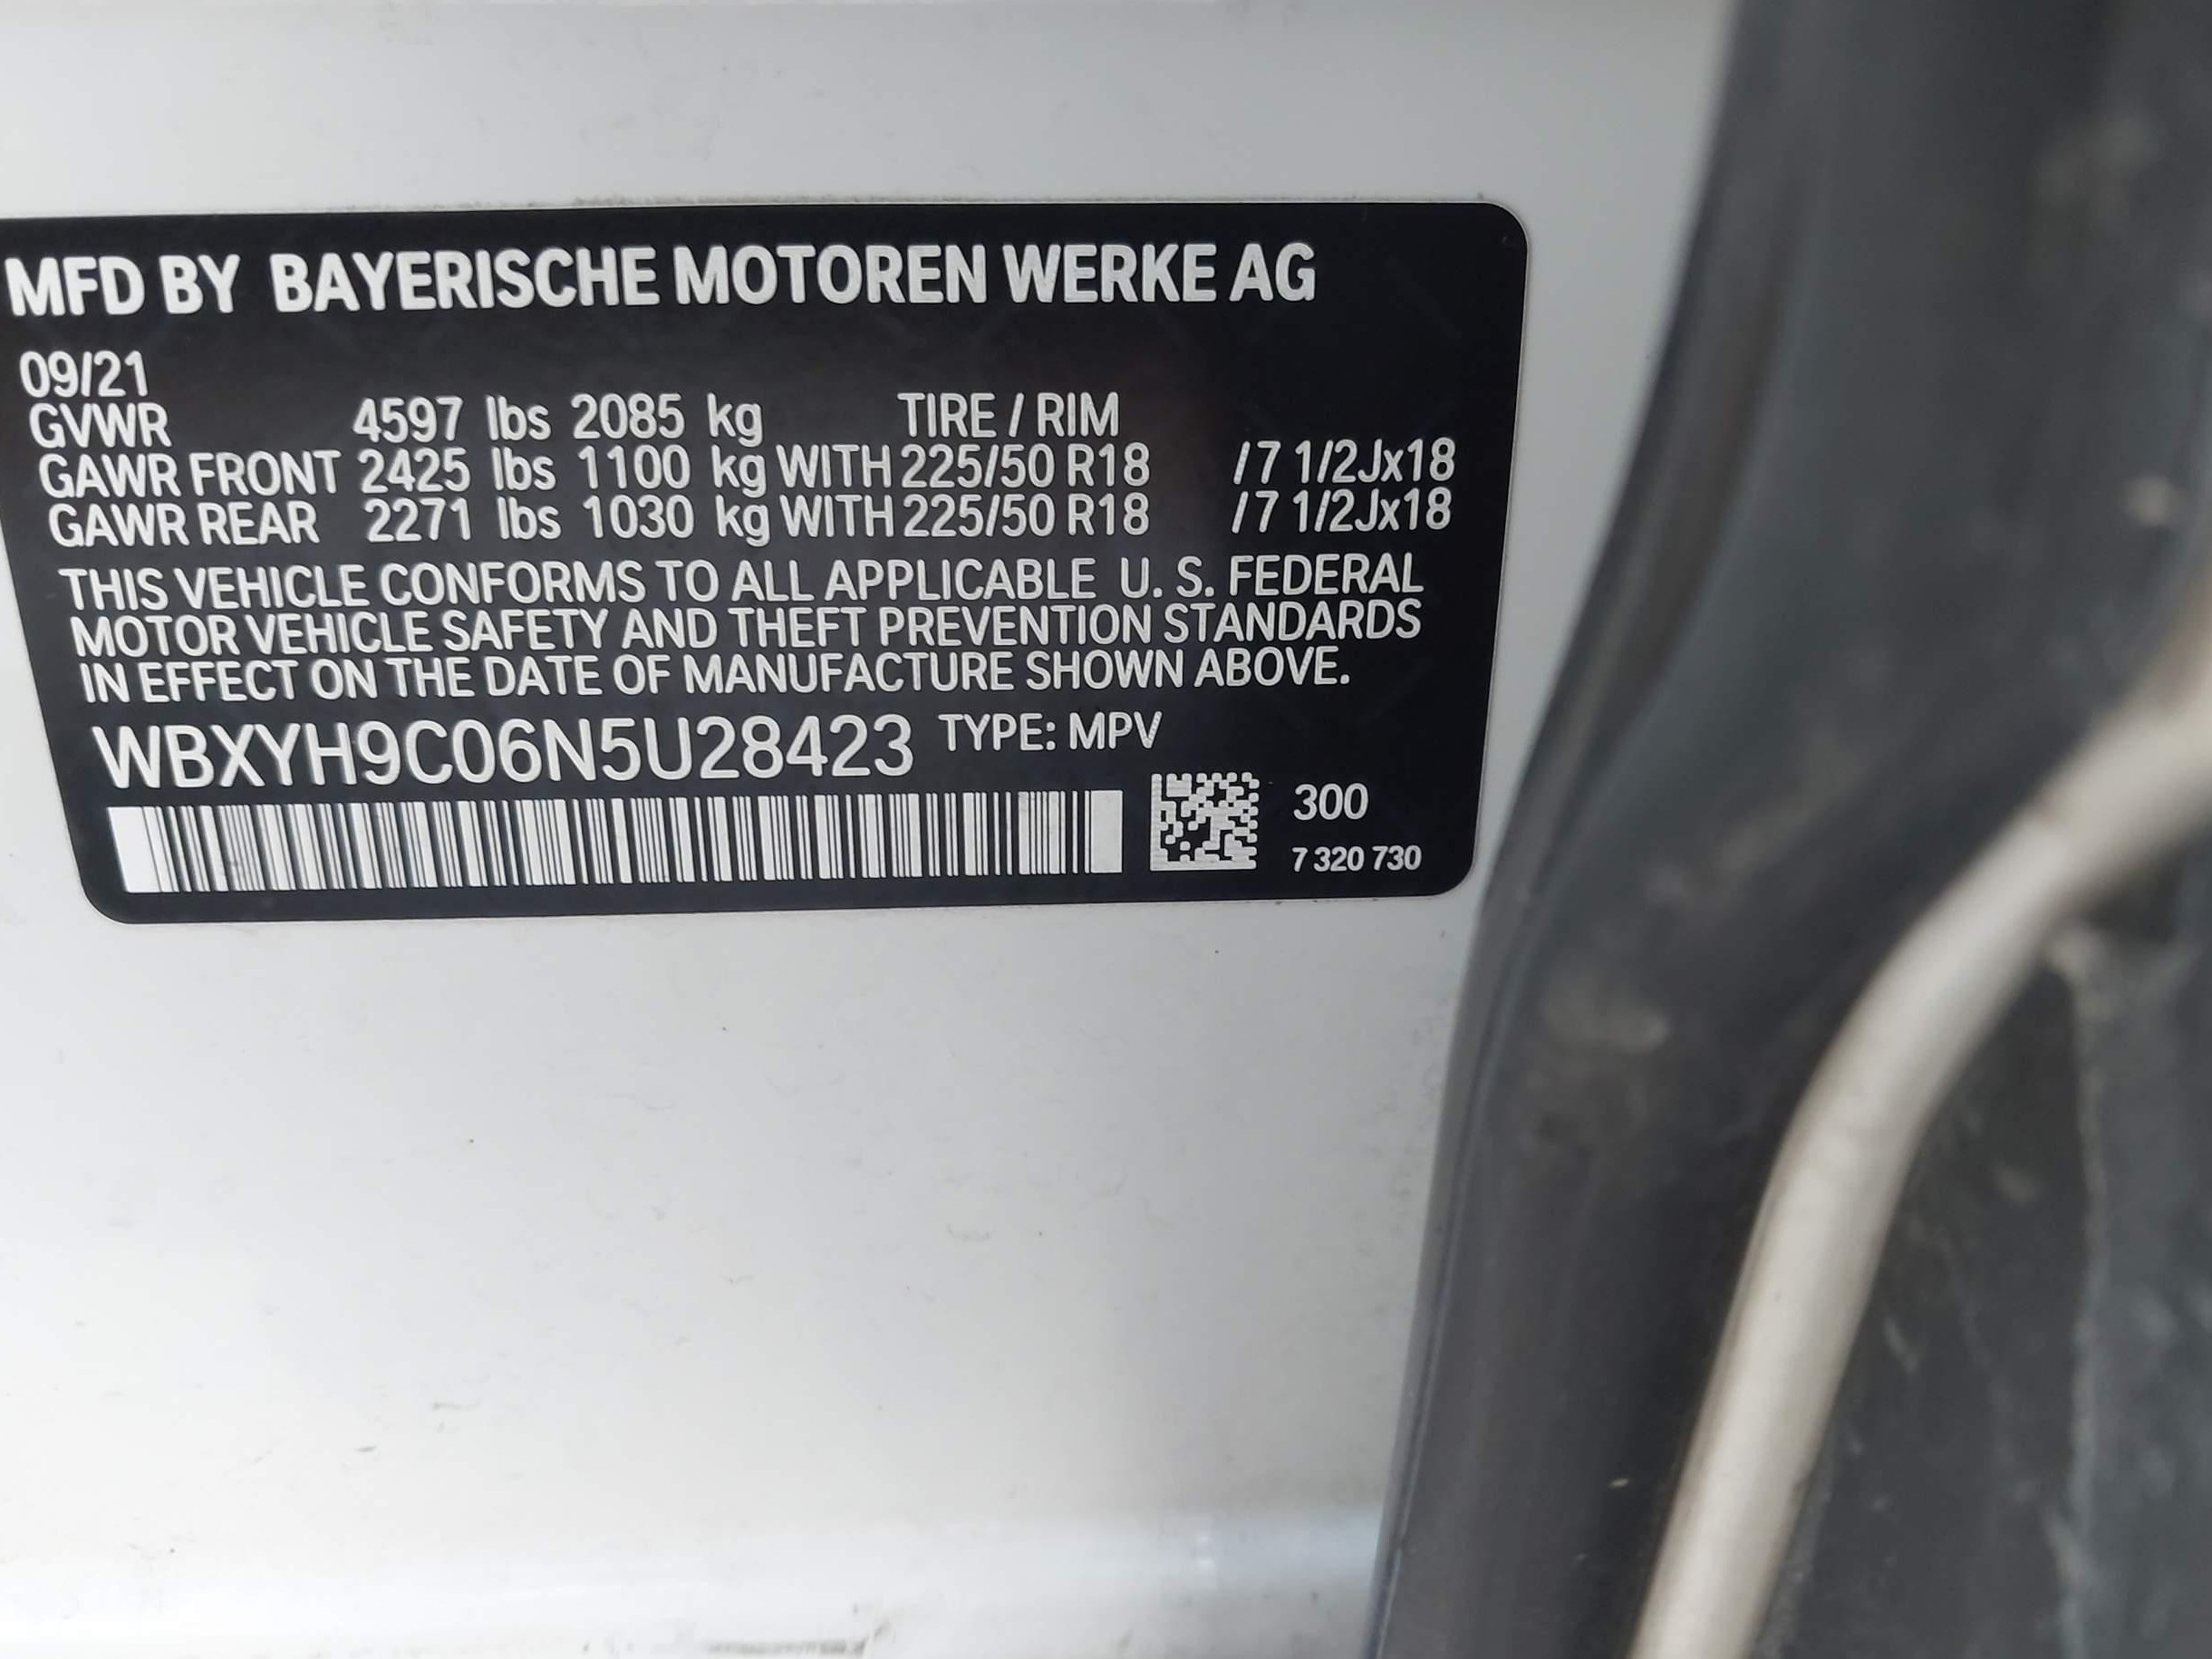 MFD BY BAYERISCHE MOTOREN WERKE AG
09/21
GVWR 4597 lbs 2085 kg TIRE / RIM
GAWR FRONT 2425 lbs 1100 kg WITH 225/50 R18 /7 1/2Jx18
GAWR REAR 2271 lbs 1030 kg WITH 225/50 R18 /7 1/2Jx18
THIS VEHICLE CONFORMS TO ALL APPLICABLE U. S. FEDERAL
MOTOR VEHICLE SAFETY AND THEFT PREVENTION STANDARDS
IN EFFECT ON THE DATE OF MANUFACTURE SHOWN ABOVE.
WBXYH9C06N5U28423 TYPE: MPV
300
7 320 730